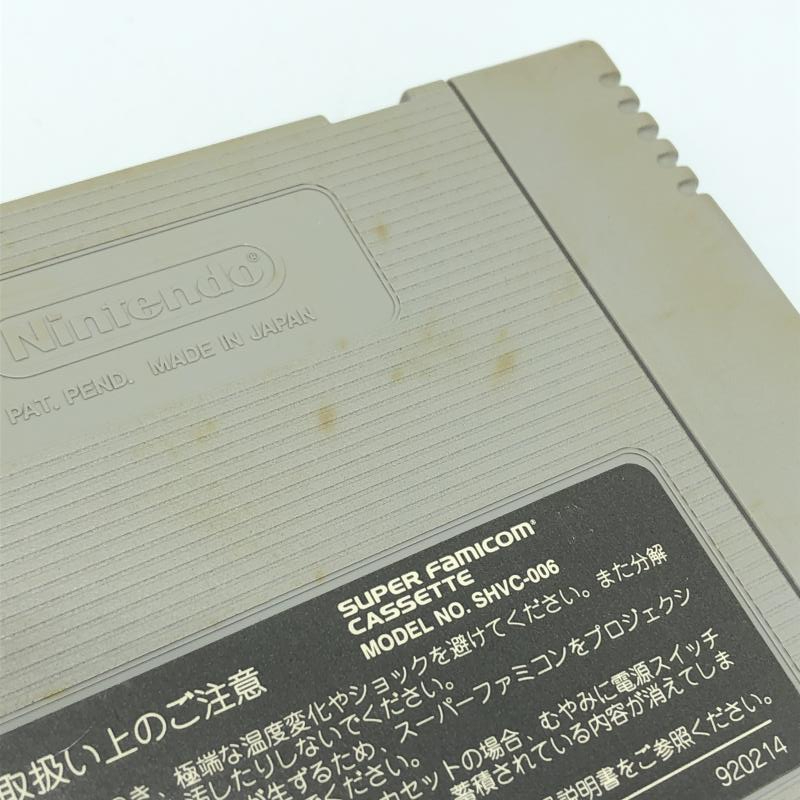 Nintendo®
PAT. PEND. MADE IN JAPAN
SUPER Famicom®
CASSETTE
MODEL NO. SHVC-006
取扱い上のご注意
き、極端な温度変化やショックを避けてください。また分解
したりしないでください。
が生ずるため、スーパーファミコンをプロジェクシ
ください。
カセットの場合、むやみに電源スイッチ
蓄積されている内容が消えてしま
説明書をご参照ください。
920214